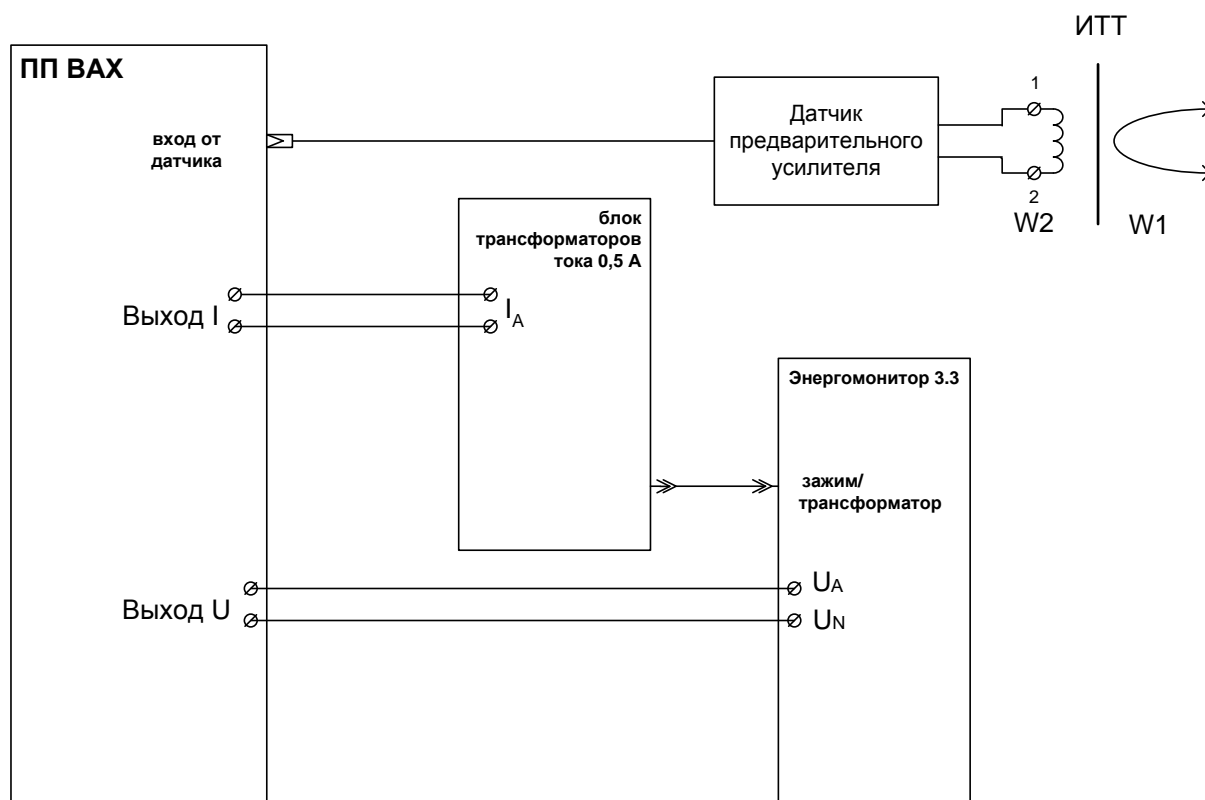 ИТТ
ПП ВАХ
вход от
датчика
Датчик
предварительного
усилителя
1
2
W2
W1
блок
трансформаторов
тока 0,5 А
Выход I
IA
Энергомонитор 3.3
зажим/
трансформатор
Выход U
UA
UN